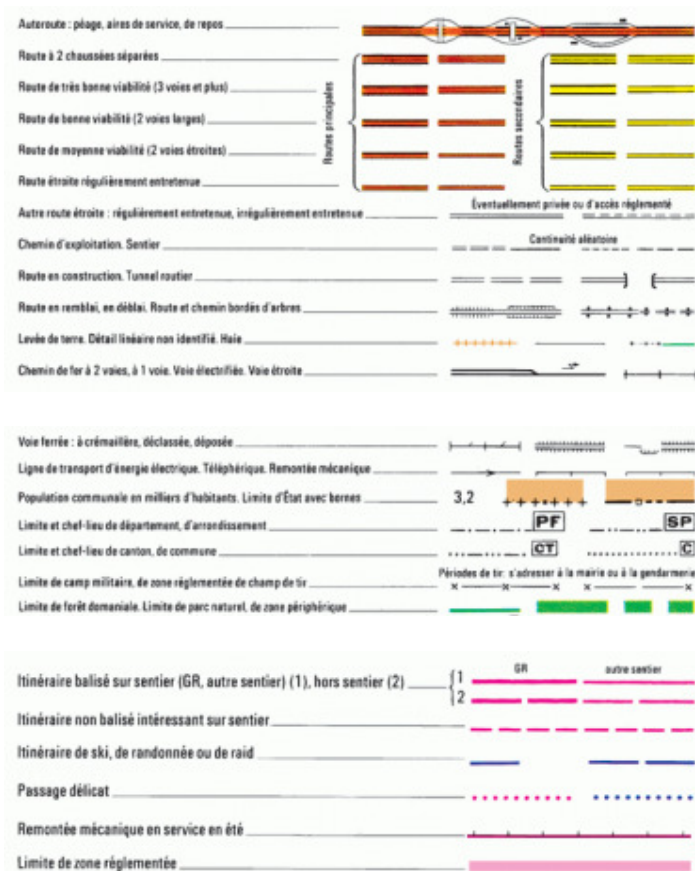 Autoroute : péage, aires de service, de repos
Route à 2 chaussées séparées
Route de très bonne viabilité (3 voies et plus)
Route de bonne viabilité (2 voies larges)
Route de moyenne viabilité (2 voies étroites)
Route étroite régulièrement entretenue
Routes principales
Routes secondaires
Autre route étroite : régulièrement entretenue, irrégulièrement entretenue
Éventuellement privée ou d'accès réglementé
Chemin d'exploitation. Sentier
Continuité aléatoire
Route en construction. Tunnel routier
Route en remblai, en déblai. Route et chemin bordés d'arbres
Levée de terre. Détail linéaire non identifié. Haie
Chemin de fer à 2 voies, à 1 voie. Voie électrifiée. Voie étroite
Voie ferrée : à crémaillère, déclassée, déposée
Ligne de transport d'énergie électrique. Téléphérique. Remontée mécanique
Population communale en milliers d'habitants. Limite d'État avec bornes 3,2
Limite et chef-lieu de département, d'arrondissement PF SP
Limite et chef-lieu de canton, de commune CT C
Limite de camp militaire, de zone réglementée de champ de tir
Périodes de tir: s'adresser à la mairie ou à la gendarmerie
Limite de forêt domaniale. Limite de parc naturel, de zone périphérique
GR autre sentier
Itinéraire balisé sur sentier (GR, autre sentier) (1), hors sentier (2) 1
2
Itinéraire non balisé intéressant sur sentier
Itinéraire de ski, de randonnée ou de raid
Passage délicat
Remontée mécanique en service en été
Limite de zone réglementée